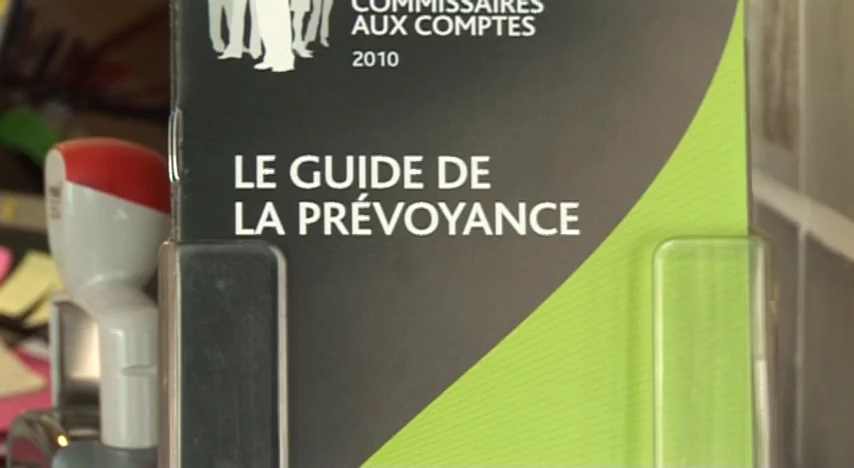 COMMISSAIRES
AUX COMPTES
2010
LE GUIDE DE
LA PRÉVOYANCE